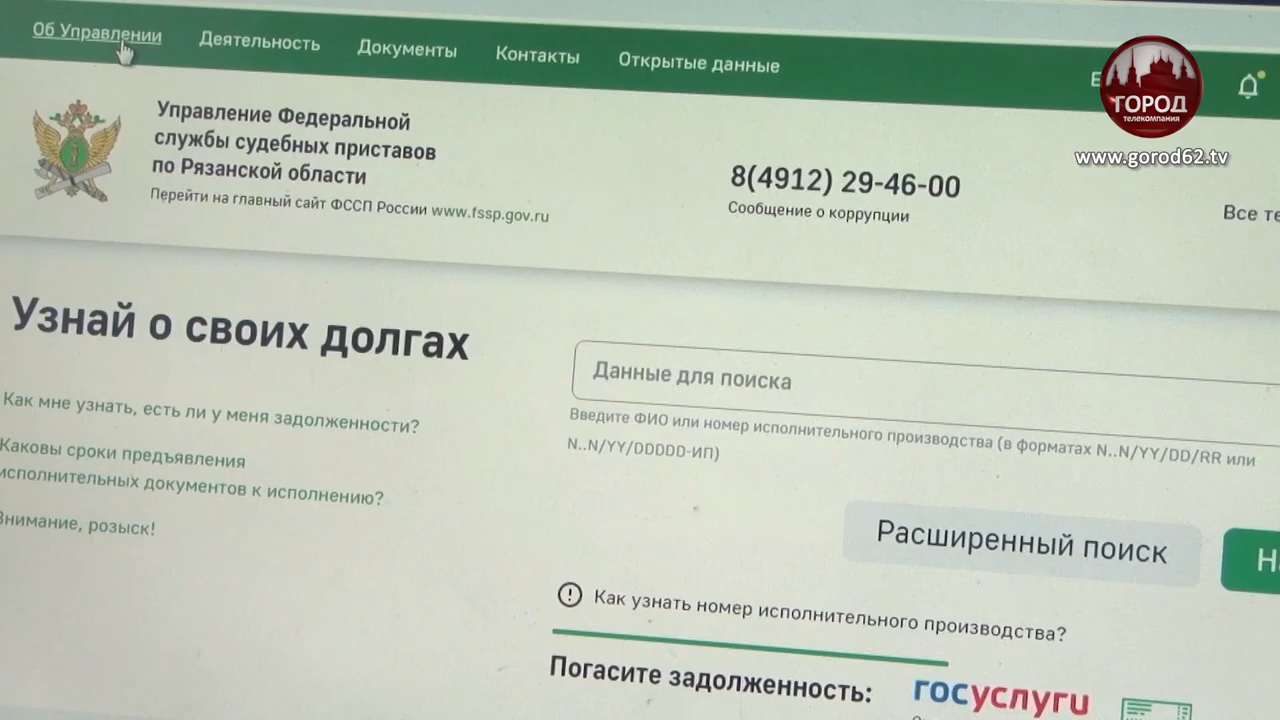 Об Управлении Деятельность Документы Контакты Открытые данные
ГОРОД
телекомпания
www.gorod62.tv
Управление Федеральной
службы судебных приставов
по Рязанской области
Перейти на главный сайт ФССП России www.fssp.gov.ru
8(4912) 29-46-00
Сообщение о коррупции
Все те
Узнай о своих долгах
Как мне узнать, есть ли у меня задолженности?
Каковы сроки предъявления
исполнительных документов к исполнению?
Внимание, розыск!
Данные для поиска
Введите ФИО или номер исполнительного производства (в форматах N..N/YY/DD/RR или
N..N/YY/DDDDD-ИП)
Расширенный поиск
На
Как узнать номер исполнительного производства?
Погасите задолженность:
госуслуги